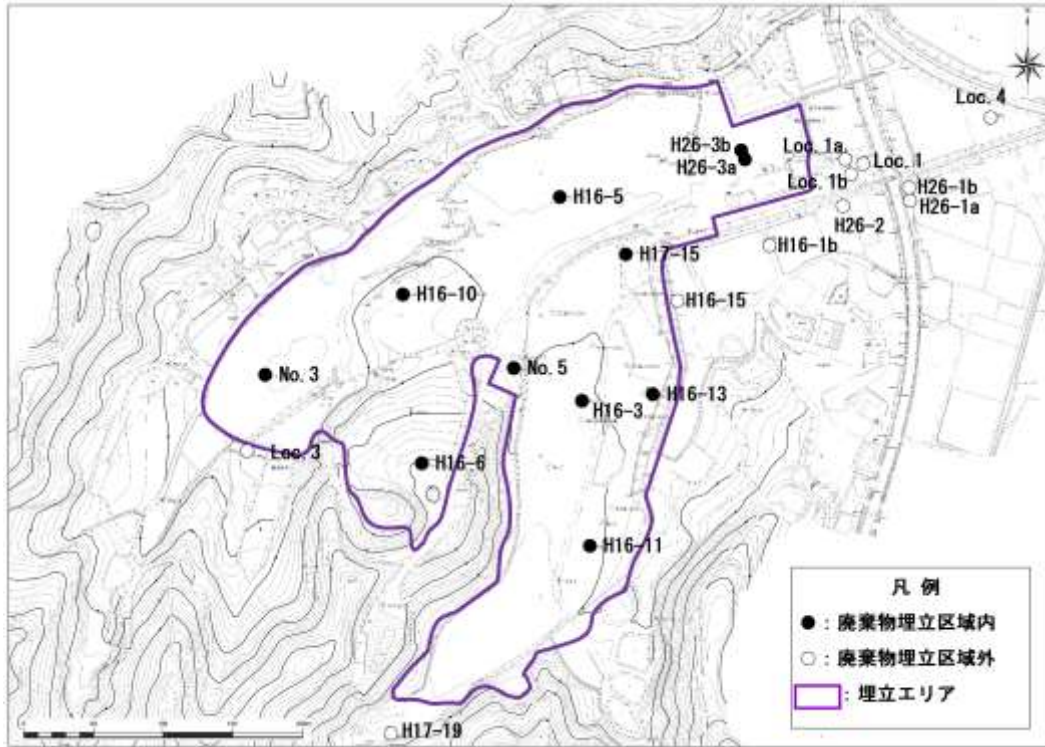 Loc. 4
Loc. 1a
Loc. 1
H26-3b
H26-3a
Loc. 1b
H26-1b
H26-1a
H16-5
H26-2
H16-1b
H17-15
H16-10
H16-15
No. 3
No. 5
H16-13
H16-3
Loc. 3
H16-6
H16-11
凡 例
●：廃棄物埋立区域内
○：廃棄物埋立区域外
：埋立エリア
H17-19